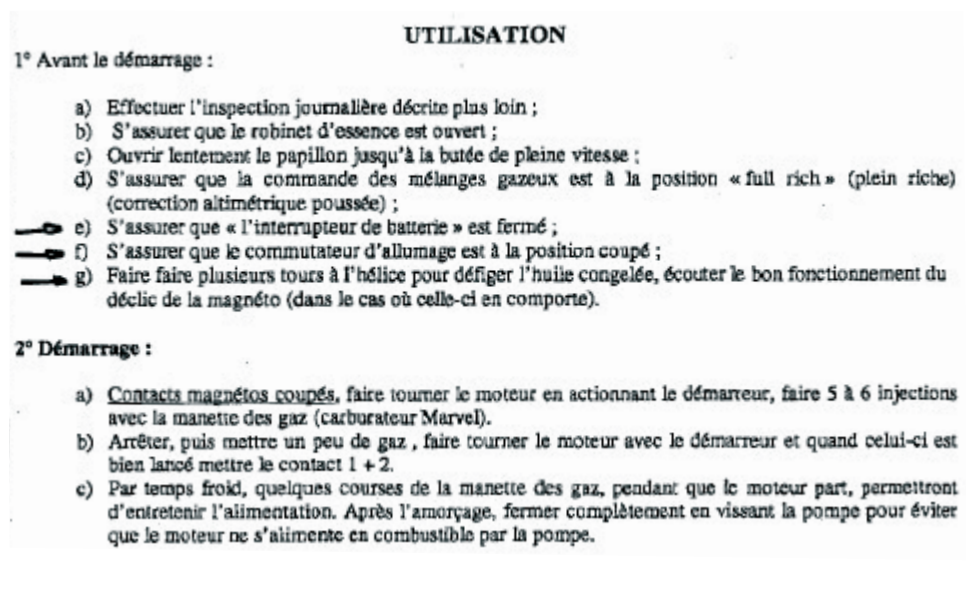 UTILISATION
1° Avant le démarrage :
a) Effectuer l'inspection journalière décrite plus loin ;
b) S'assurer que le robinet d'essence est ouvert ;
c) Ouvrir lentement le papillon jusqu'à la butée de pleine vitesse ;
d) S'assurer que la commande des mélanges gazeux est à la position « full rich » (plein riche)
(correction altimétrique poussée) ;
e) S'assurer que « l'interrupteur de batterie » est fermé ;
f) S'assurer que le commutateur d'allumage est à la position coupé ;
g) Faire faire plusieurs tours à l'hélice pour défiger l'huile congelée, écouter le bon fonctionnement du
déclic de la magnéto (dans le cas où celle-ci en comporte).
2° Démarrage :
a) Contacts magnétos coupés, faire tourner le moteur en actionnant le démarreur, faire 5 à 6 injections
avec la manette des gaz (carburateur Marvel).
b) Arrêter, puis mettre un peu de gaz , faire tourner le moteur avec le démarreur et quand celui-ci est
bien lancé mettre le contact 1 + 2.
c) Par temps froid, quelques courses de la manette des gaz, pendant que le moteur part, permettront
d'entretenir l'alimentation. Après l'amorçage, fermer complètement en vissant la pompe pour éviter
que le moteur ne s'alimente en combustible par la pompe.